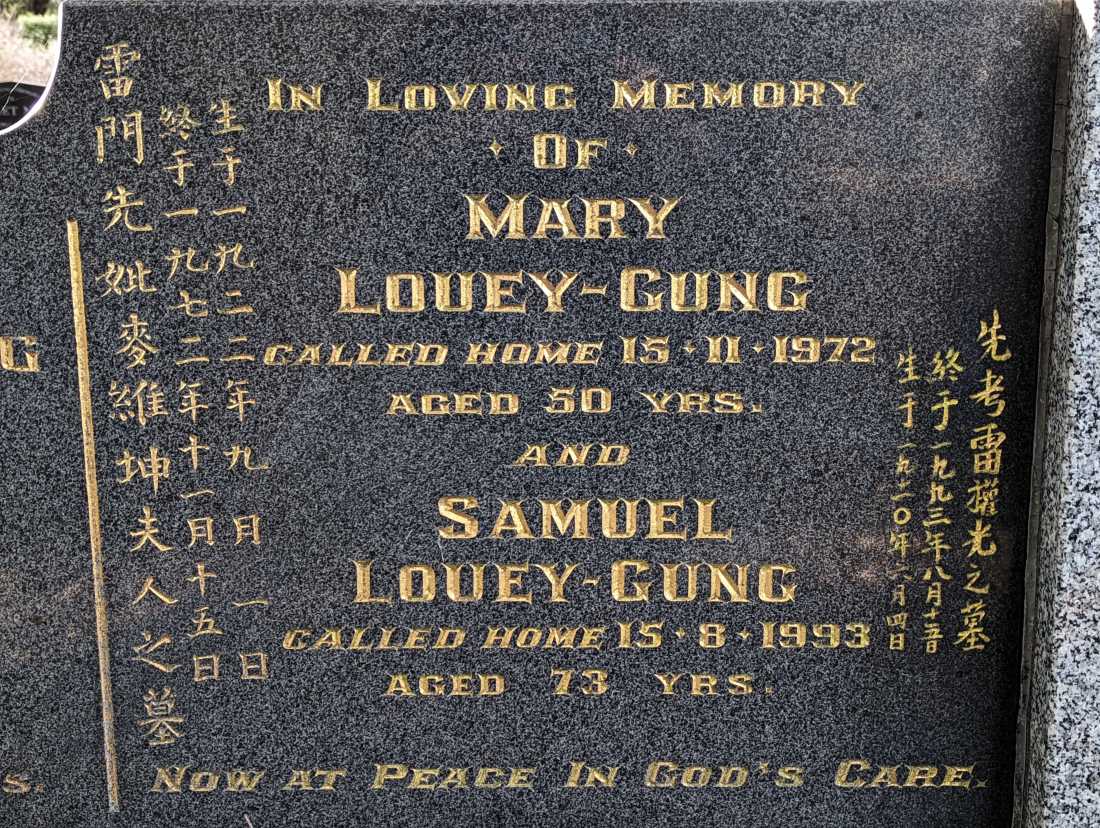 雷門先妣麥維坤夫人之墓
終于一九七二年十一月十五日
生于一九二二年九月一日
IN LOVING MEMORY
OF
MARY
LOUEY-GUNG
CALLED HOME 15·11·1972
AGED 50 YRS.
AND
SAMUEL
LOUEY-GUNG
CALLED HOME 15·8·1993
AGED 73 YRS.
先考雷權光之墓
終于一九九三年八月十五日
生于一九二〇年六月四日
NOW AT PEACE IN GOD'S CARE.
G
S.